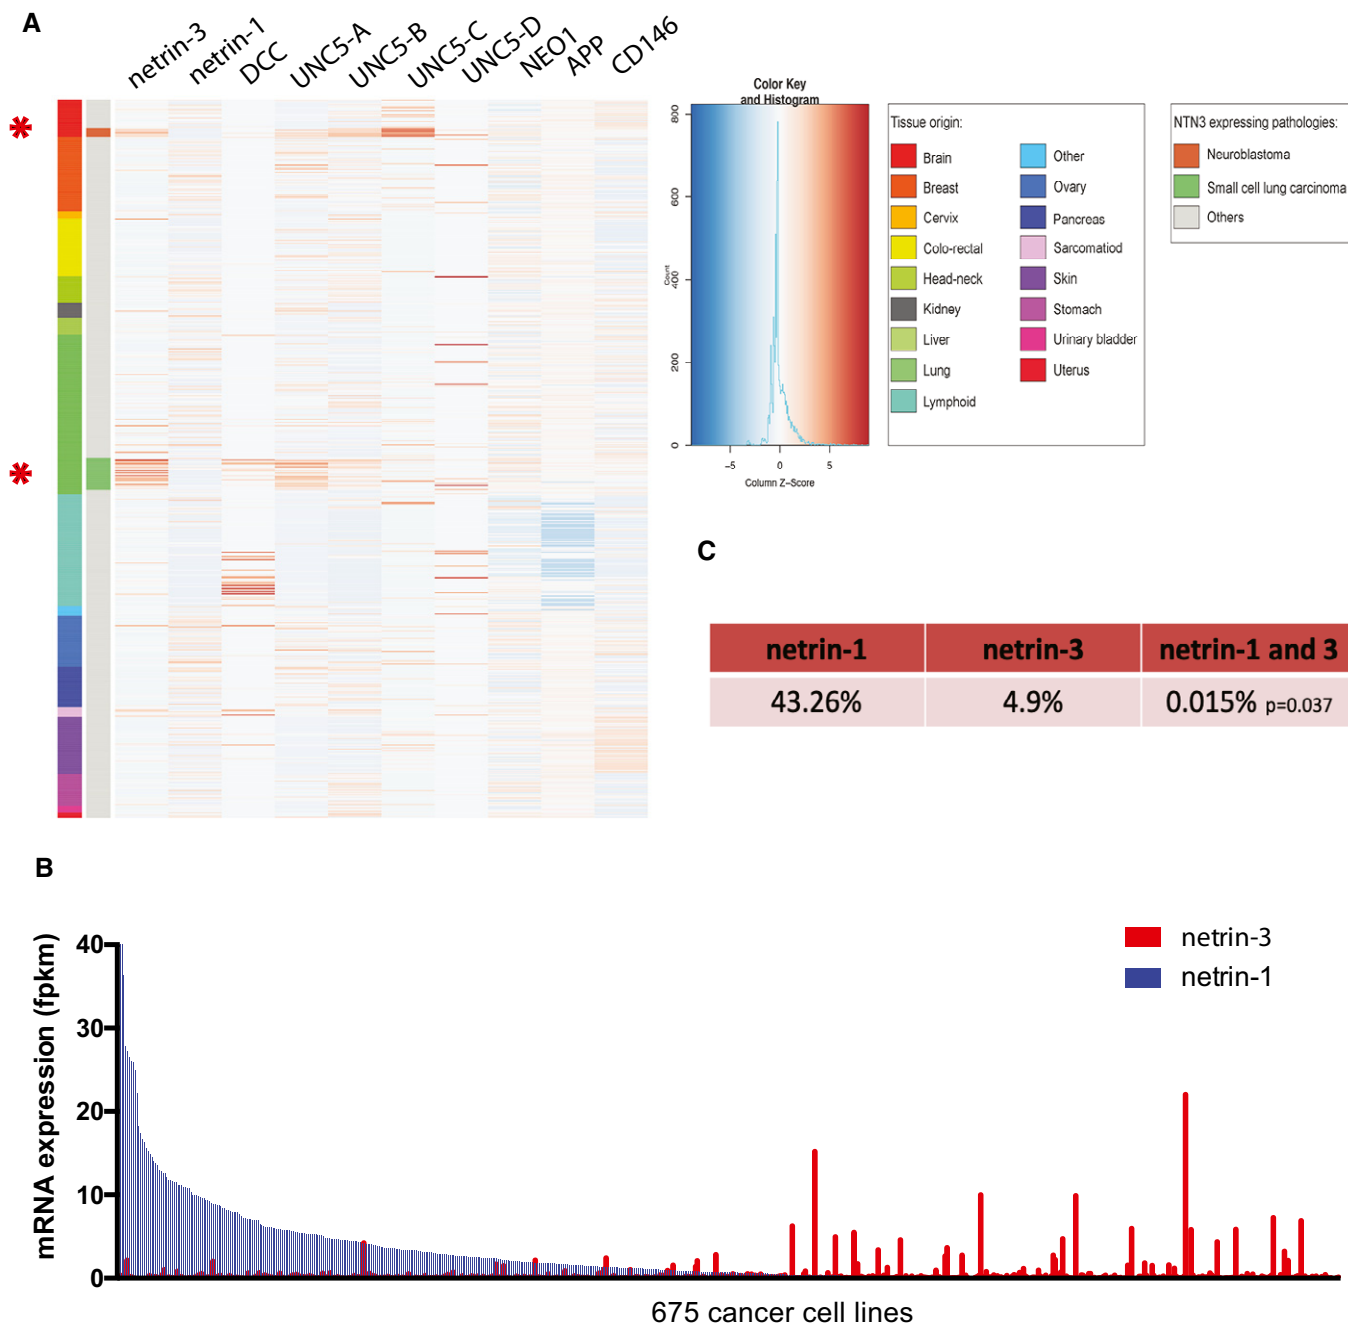 A
netrin-3
netrin-1
DCC
UNC5-A
UNC5-B
UNC5-C
UNC5-D
NEO1
APP
CD146
*
*
Color Key
and Histogram
800
600
400
200
0
Count
-5 0 5
Column Z-Score
Tissue origin:
Brain
Breast
Cervix
Colo-rectal
Head-neck
Kidney
Liver
Lung
Lymphoid
Other
Ovary
Pancreas
Sarcomatiod
Skin
Stomach
Urinary bladder
Uterus
NTN3 expressing pathologies:
Neuroblastoma
Small cell lung carcinoma
Others
C
netrin-1 netrin-3 netrin-1 and 3
43.26% 4.9% 0.015% p=0.037
B
mRNA expression (fpkm)
40
30
20
10
0
netrin-3
netrin-1
675 cancer cell lines